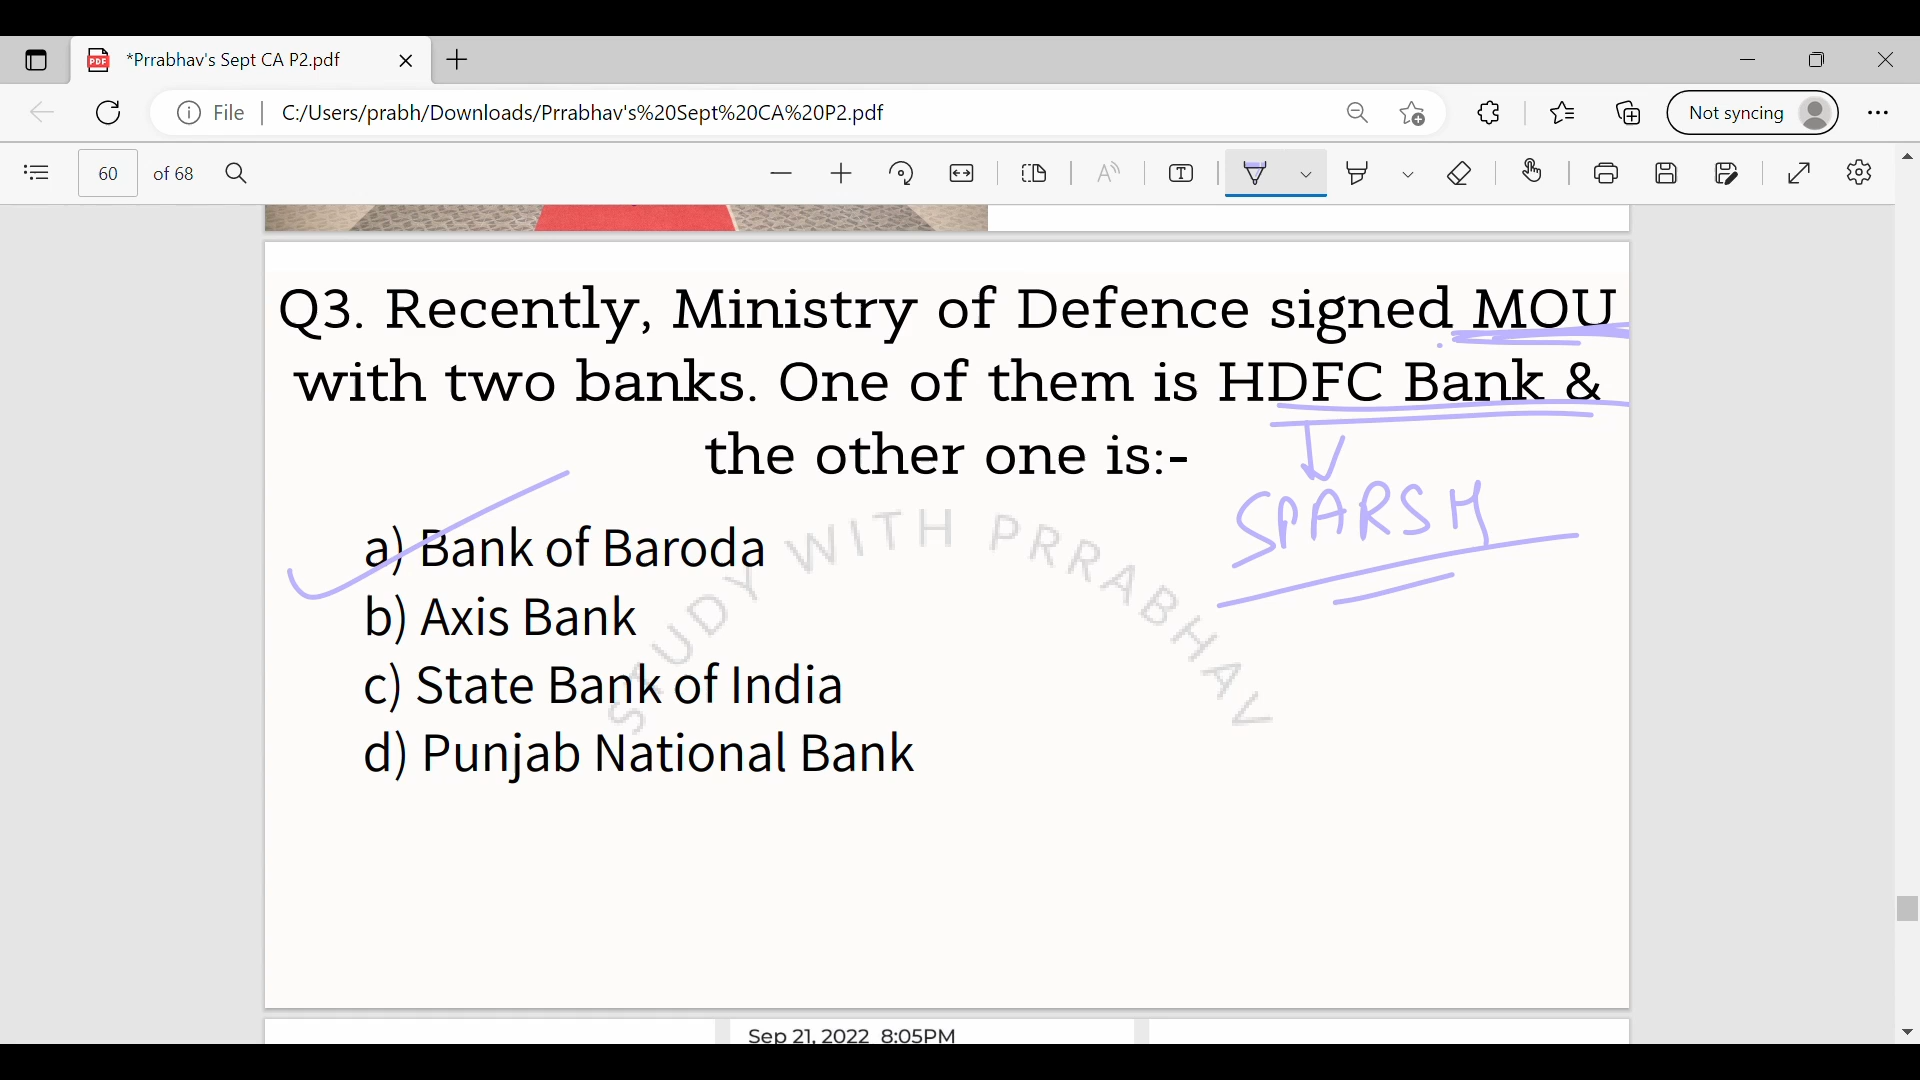 *Prrabhav's Sept CA P2.pdf
File
C:/Users/prabh/Downloads/Prrabhav's%20Sept%20CA%20P2.pdf
Not syncing
60 of 68
Q3. Recently, Ministry of Defence signed MOU
with two banks. One of them is HDFC Bank &
the other one is:-
SPARSH
a) Bank of Baroda
b) Axis Bank
c) State Bank of India
d) Punjab National Bank
STUDY WITH PRRABHAV
Sep 21, 2022 8:05PM